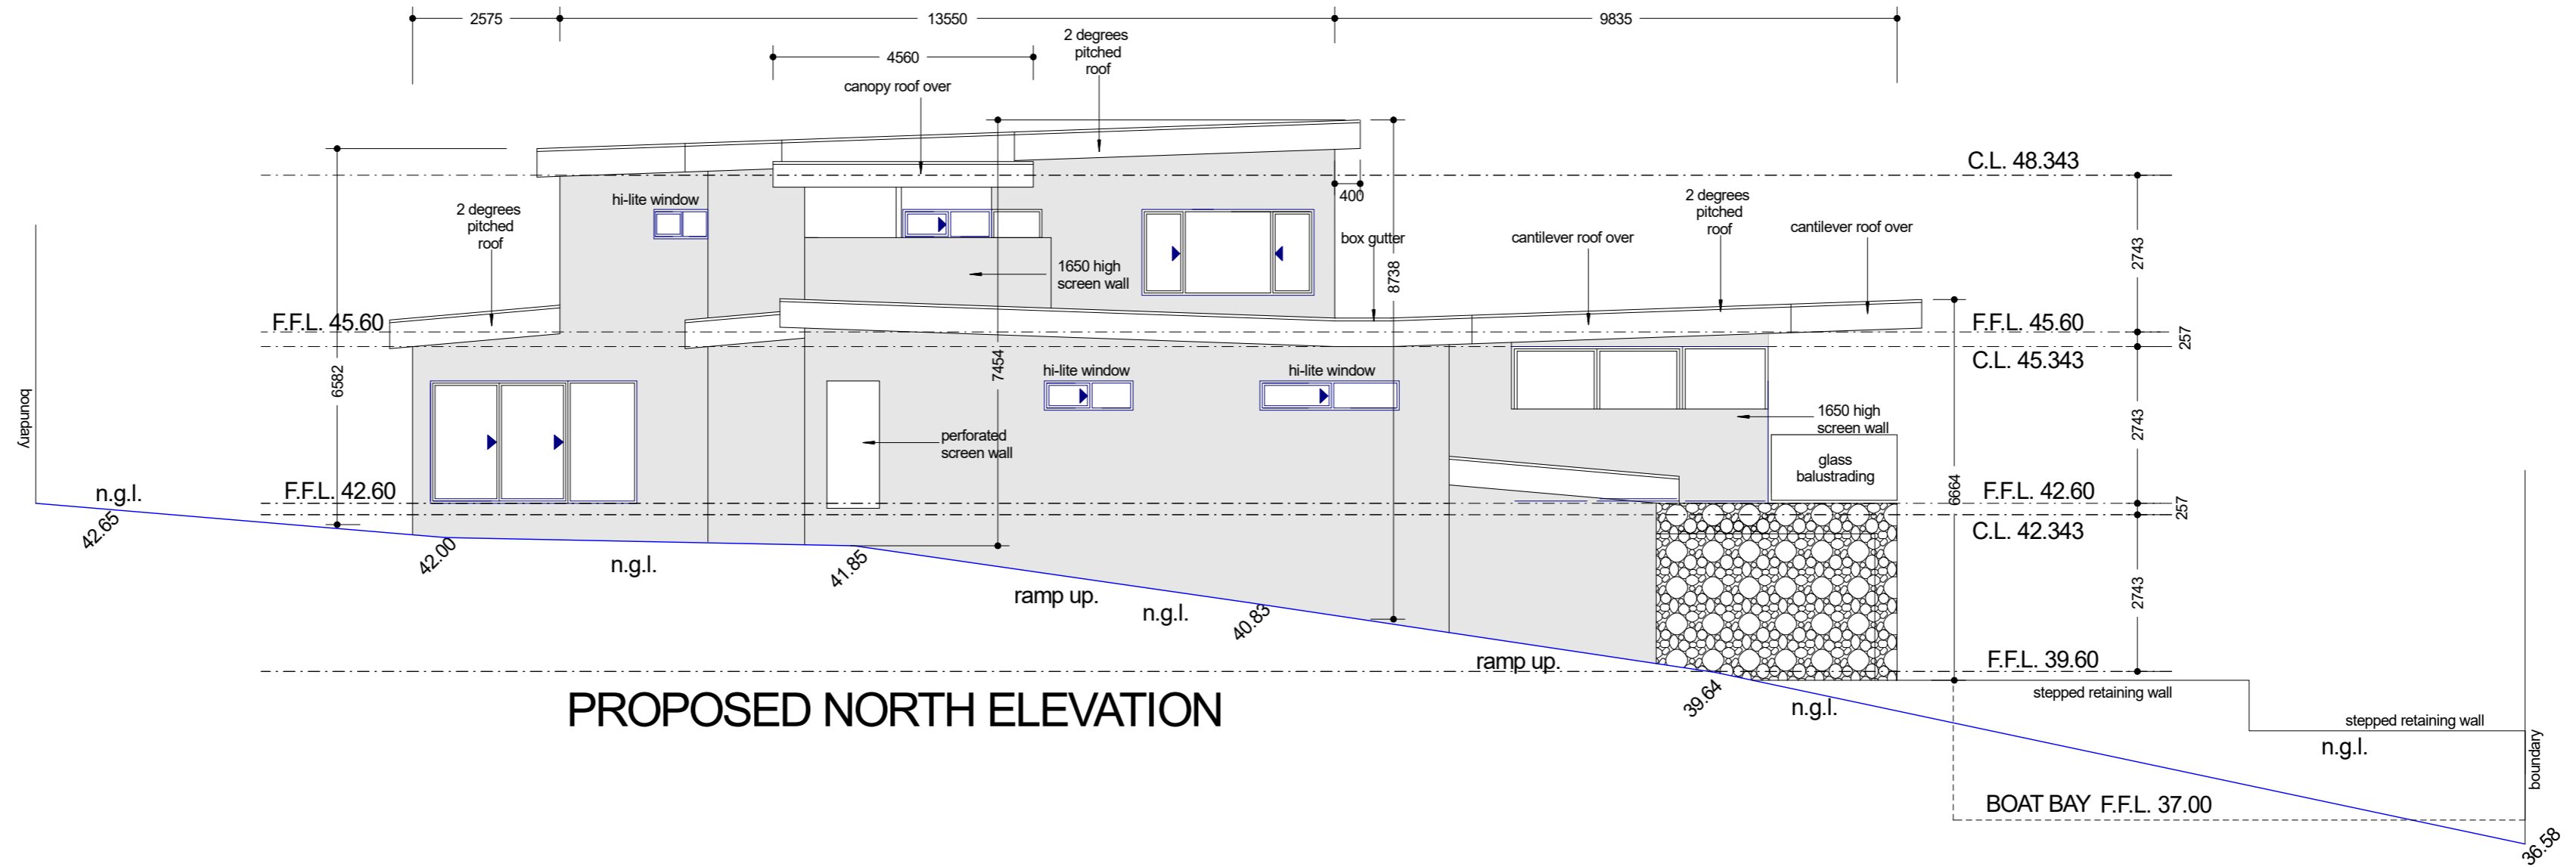 2575
13550
9835
4560
2 degrees
pitched
roof
canopy roof over
C.L. 48.343
400
hi-lite window
2 degrees
pitched
roof
2 degrees
pitched
roof
cantilever roof over
cantilever roof over
box gutter
1650 high
screen wall
8738
2743
F.F.L. 45.60
F.F.L. 45.60
257
C.L. 45.343
6582
7454
hi-lite window
hi-lite window
boundary
perforated
screen wall
1650 high
screen wall
2743
glass
balustrading
6664
n.g.l.
42.65
F.F.L. 42.60
F.F.L. 42.60
257
C.L. 42.343
42.00
n.g.l.
41.85
ramp up.
n.g.l.
40.83
2743
ramp up.
F.F.L. 39.60
39.64
n.g.l.
stepped retaining wall
stepped retaining wall
n.g.l.
boundary
PROPOSED NORTH ELEVATION
BOAT BAY F.F.L. 37.00
36.58